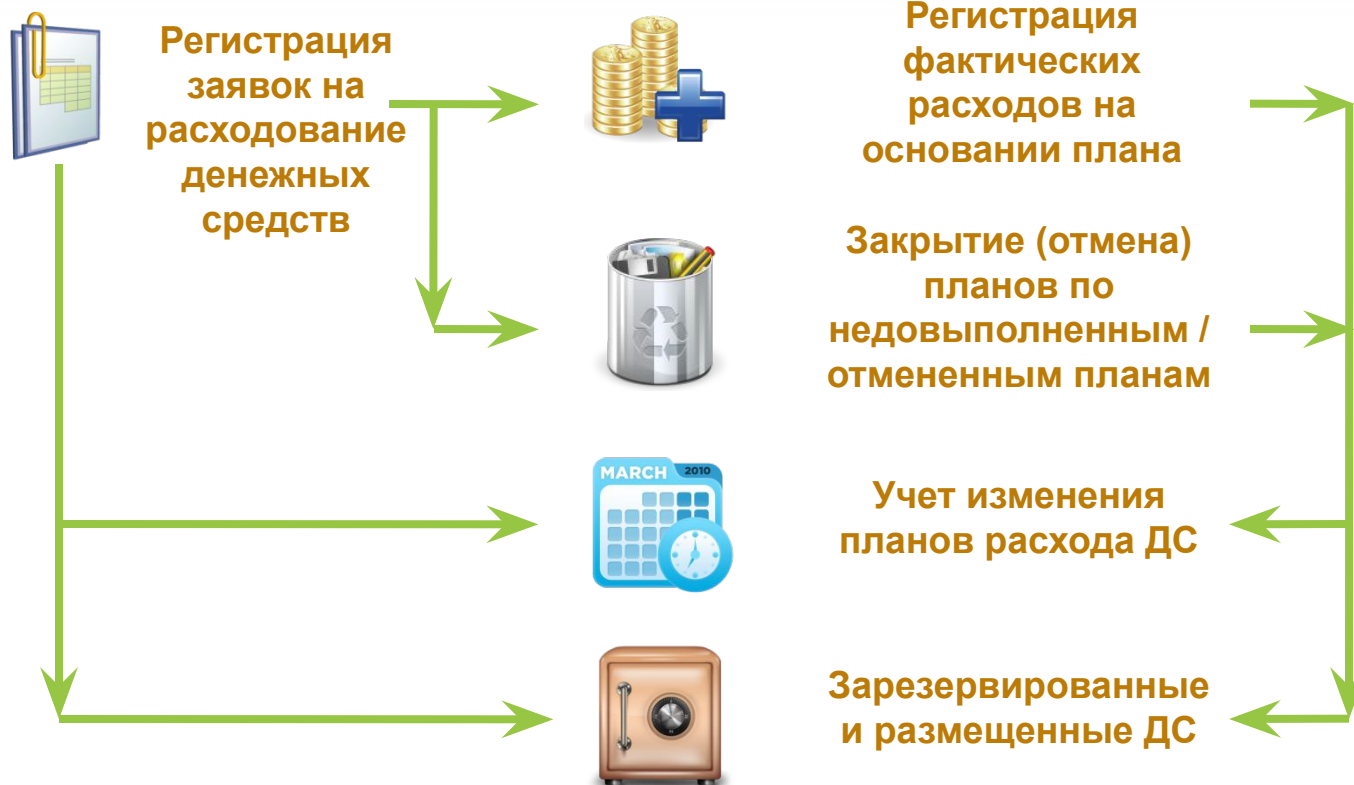 Регистрация
заявок на
расходование
денежных
средств
Регистрация
фактических
расходов на
основании плана
Закрытие (отмена)
планов по
недовыполненным /
отмененным планам
MARCH 2010
Учет изменения
планов расхода ДС
Зарезервированные
и размещенные ДС